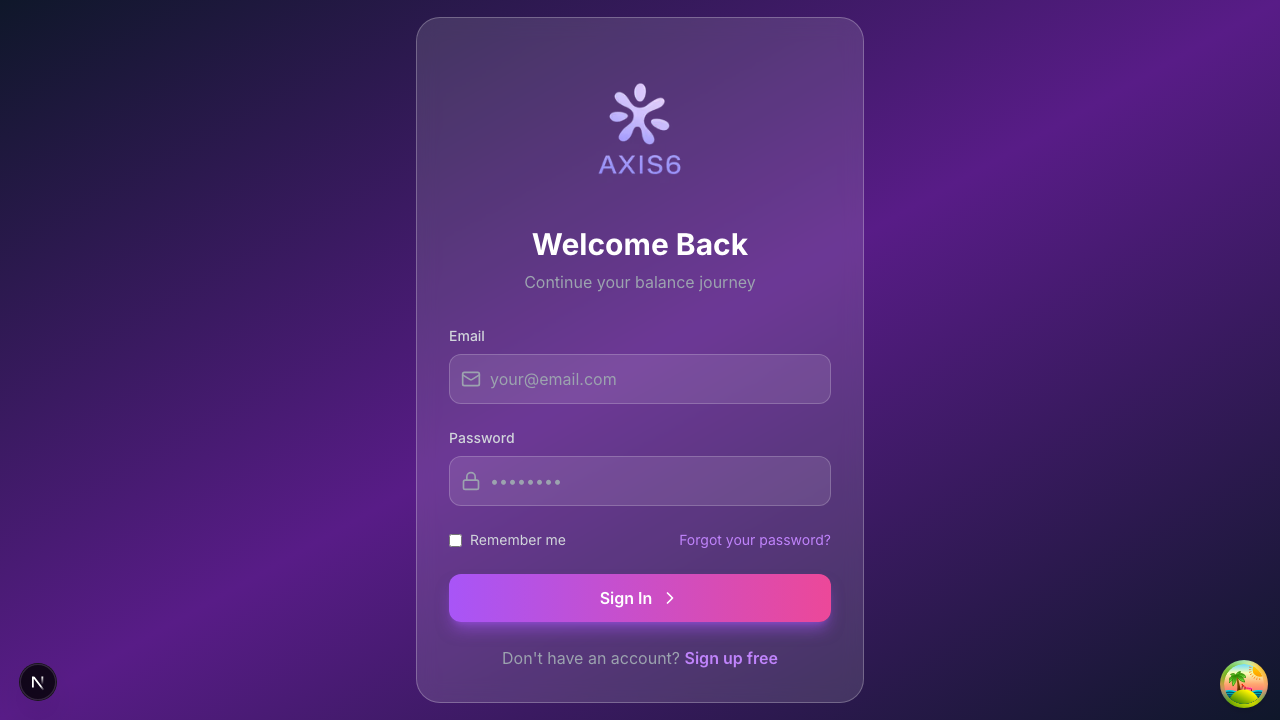 AXIS6
Welcome Back
Continue your balance journey
Email
your@email.com
Password
••••••••
Remember me
Forgot your password?
Sign In
Don't have an account? Sign up free
N